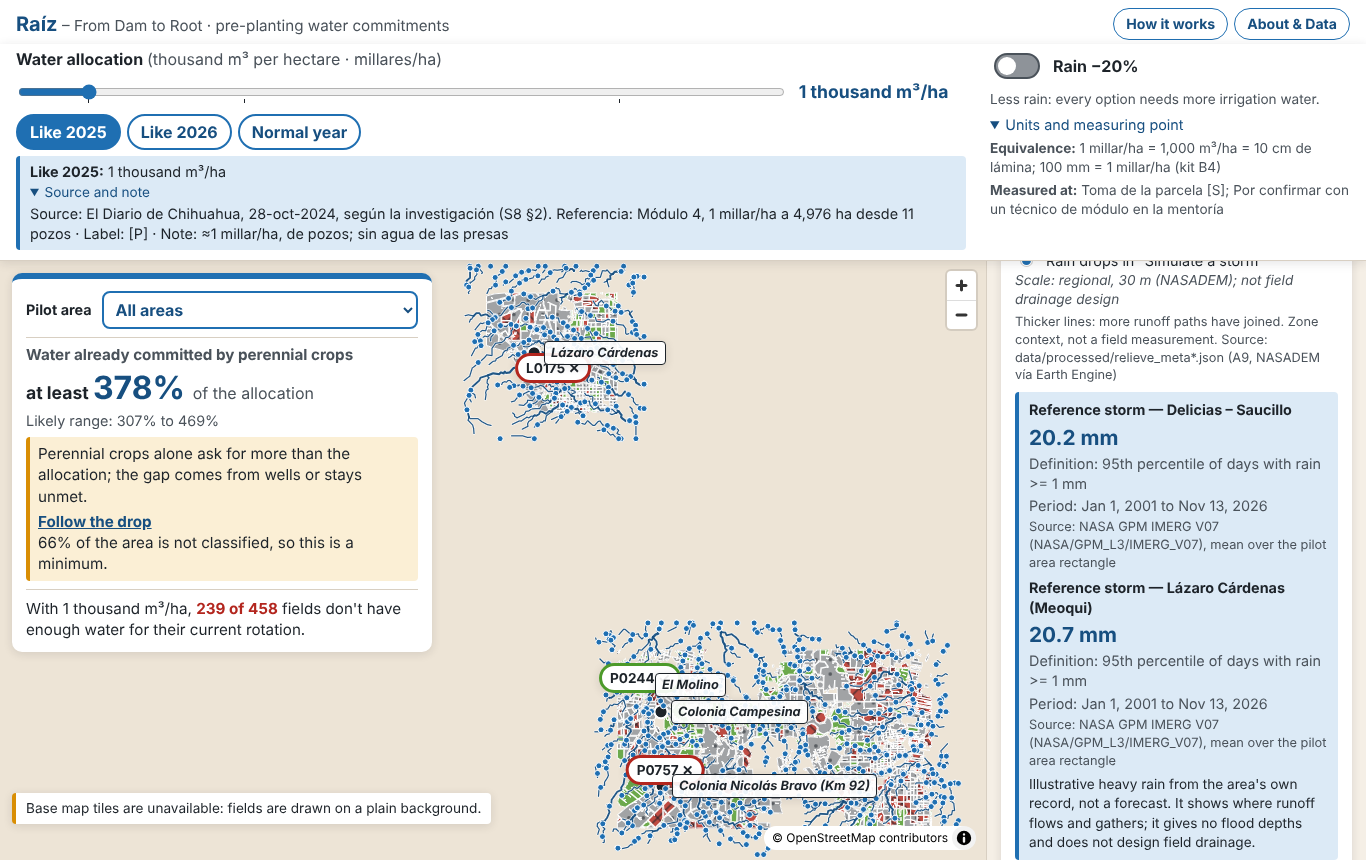 Raíz – From Dam to Root · pre-planting water commitments
How it works
About & Data
Water allocation (thousand m³ per hectare · millares/ha)
1 thousand m³/ha
Like 2025
Like 2026
Normal year
Like 2025: 1 thousand m³/ha
▼ Source and note
Source: El Diario de Chihuahua, 28-oct-2024, según la investigación (S8 §2). Referencia: Módulo 4, 1 millar/ha a 4,976 ha desde 11
pozos · Label: [P] · Note: ≈1 millar/ha, de pozos; sin agua de las presas
Rain −20%
Less rain: every option needs more irrigation water.
▼ Units and measuring point
Equivalence: 1 millar/ha = 1,000 m³/ha = 10 cm de
lámina; 100 mm = 1 millar/ha (kit B4)
Measured at: Toma de la parcela [S]; Por confirmar con
un técnico de módulo en la mentoría
Pilot area
All areas
Water already committed by perennial crops
at least 378% of the allocation
Likely range: 307% to 469%
Perennial crops alone ask for more than the
allocation; the gap comes from wells or stays
unmet.
Follow the drop
66% of the area is not classified, so this is a
minimum.
With 1 thousand m³/ha, 239 of 458 fields don't have
enough water for their current rotation.
Base map tiles are unavailable: fields are drawn on a plain background.
Lázaro Cárdenas
L0175 ✕
P0244
El Molino
Colonia Campesina
P0757 ✕
Colonia Nicolás Bravo (Km 92)
+
−
© OpenStreetMap contributors
Rain drops in "Simulate a storm"
Scale: regional, 30 m (NASADEM); not field
drainage design
Thicker lines: more runoff paths have joined. Zone
context, not a field measurement. Source:
data/processed/relieve_meta*.json (A9, NASADEM
vía Earth Engine)
Reference storm — Delicias – Saucillo
20.2 mm
Definition: 95th percentile of days with rain
>= 1 mm
Period: Jan 1, 2001 to Nov 13, 2026
Source: NASA GPM IMERG V07
(NASA/GPM_L3/IMERG_V07), mean over the pilot
area rectangle
Reference storm — Lázaro Cárdenas
(Meoqui)
20.7 mm
Definition: 95th percentile of days with rain
>= 1 mm
Period: Jan 1, 2001 to Nov 13, 2026
Source: NASA GPM IMERG V07
(NASA/GPM_L3/IMERG_V07), mean over the pilot
area rectangle
Illustrative heavy rain from the area's own
record, not a forecast. It shows where runoff
flows and gathers; it gives no flood depths
and does not design field drainage.